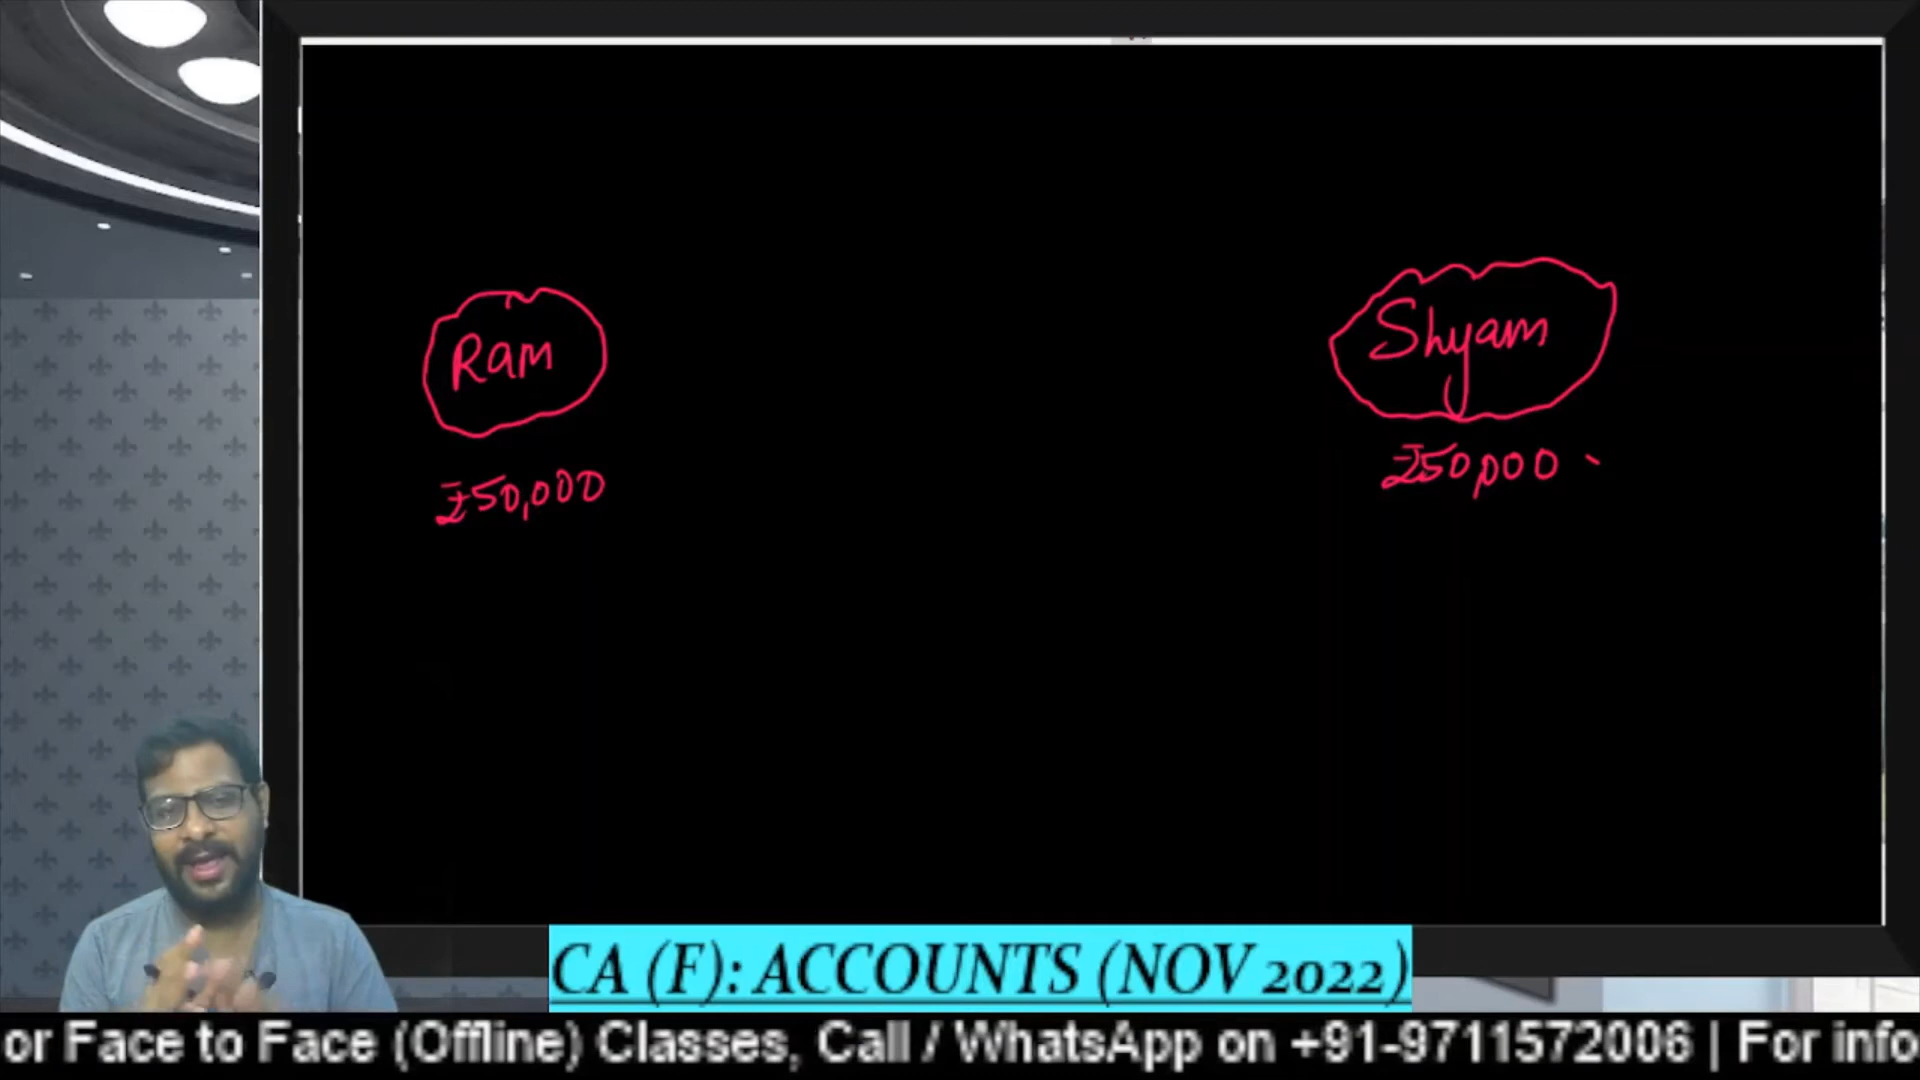 Ram
Shyam
₹50,000
₹50,000
CA (F): ACCOUNTS (NOV 2022)
or Face to Face (Offline) Classes, Call / WhatsApp on +91-9711572006 | For info